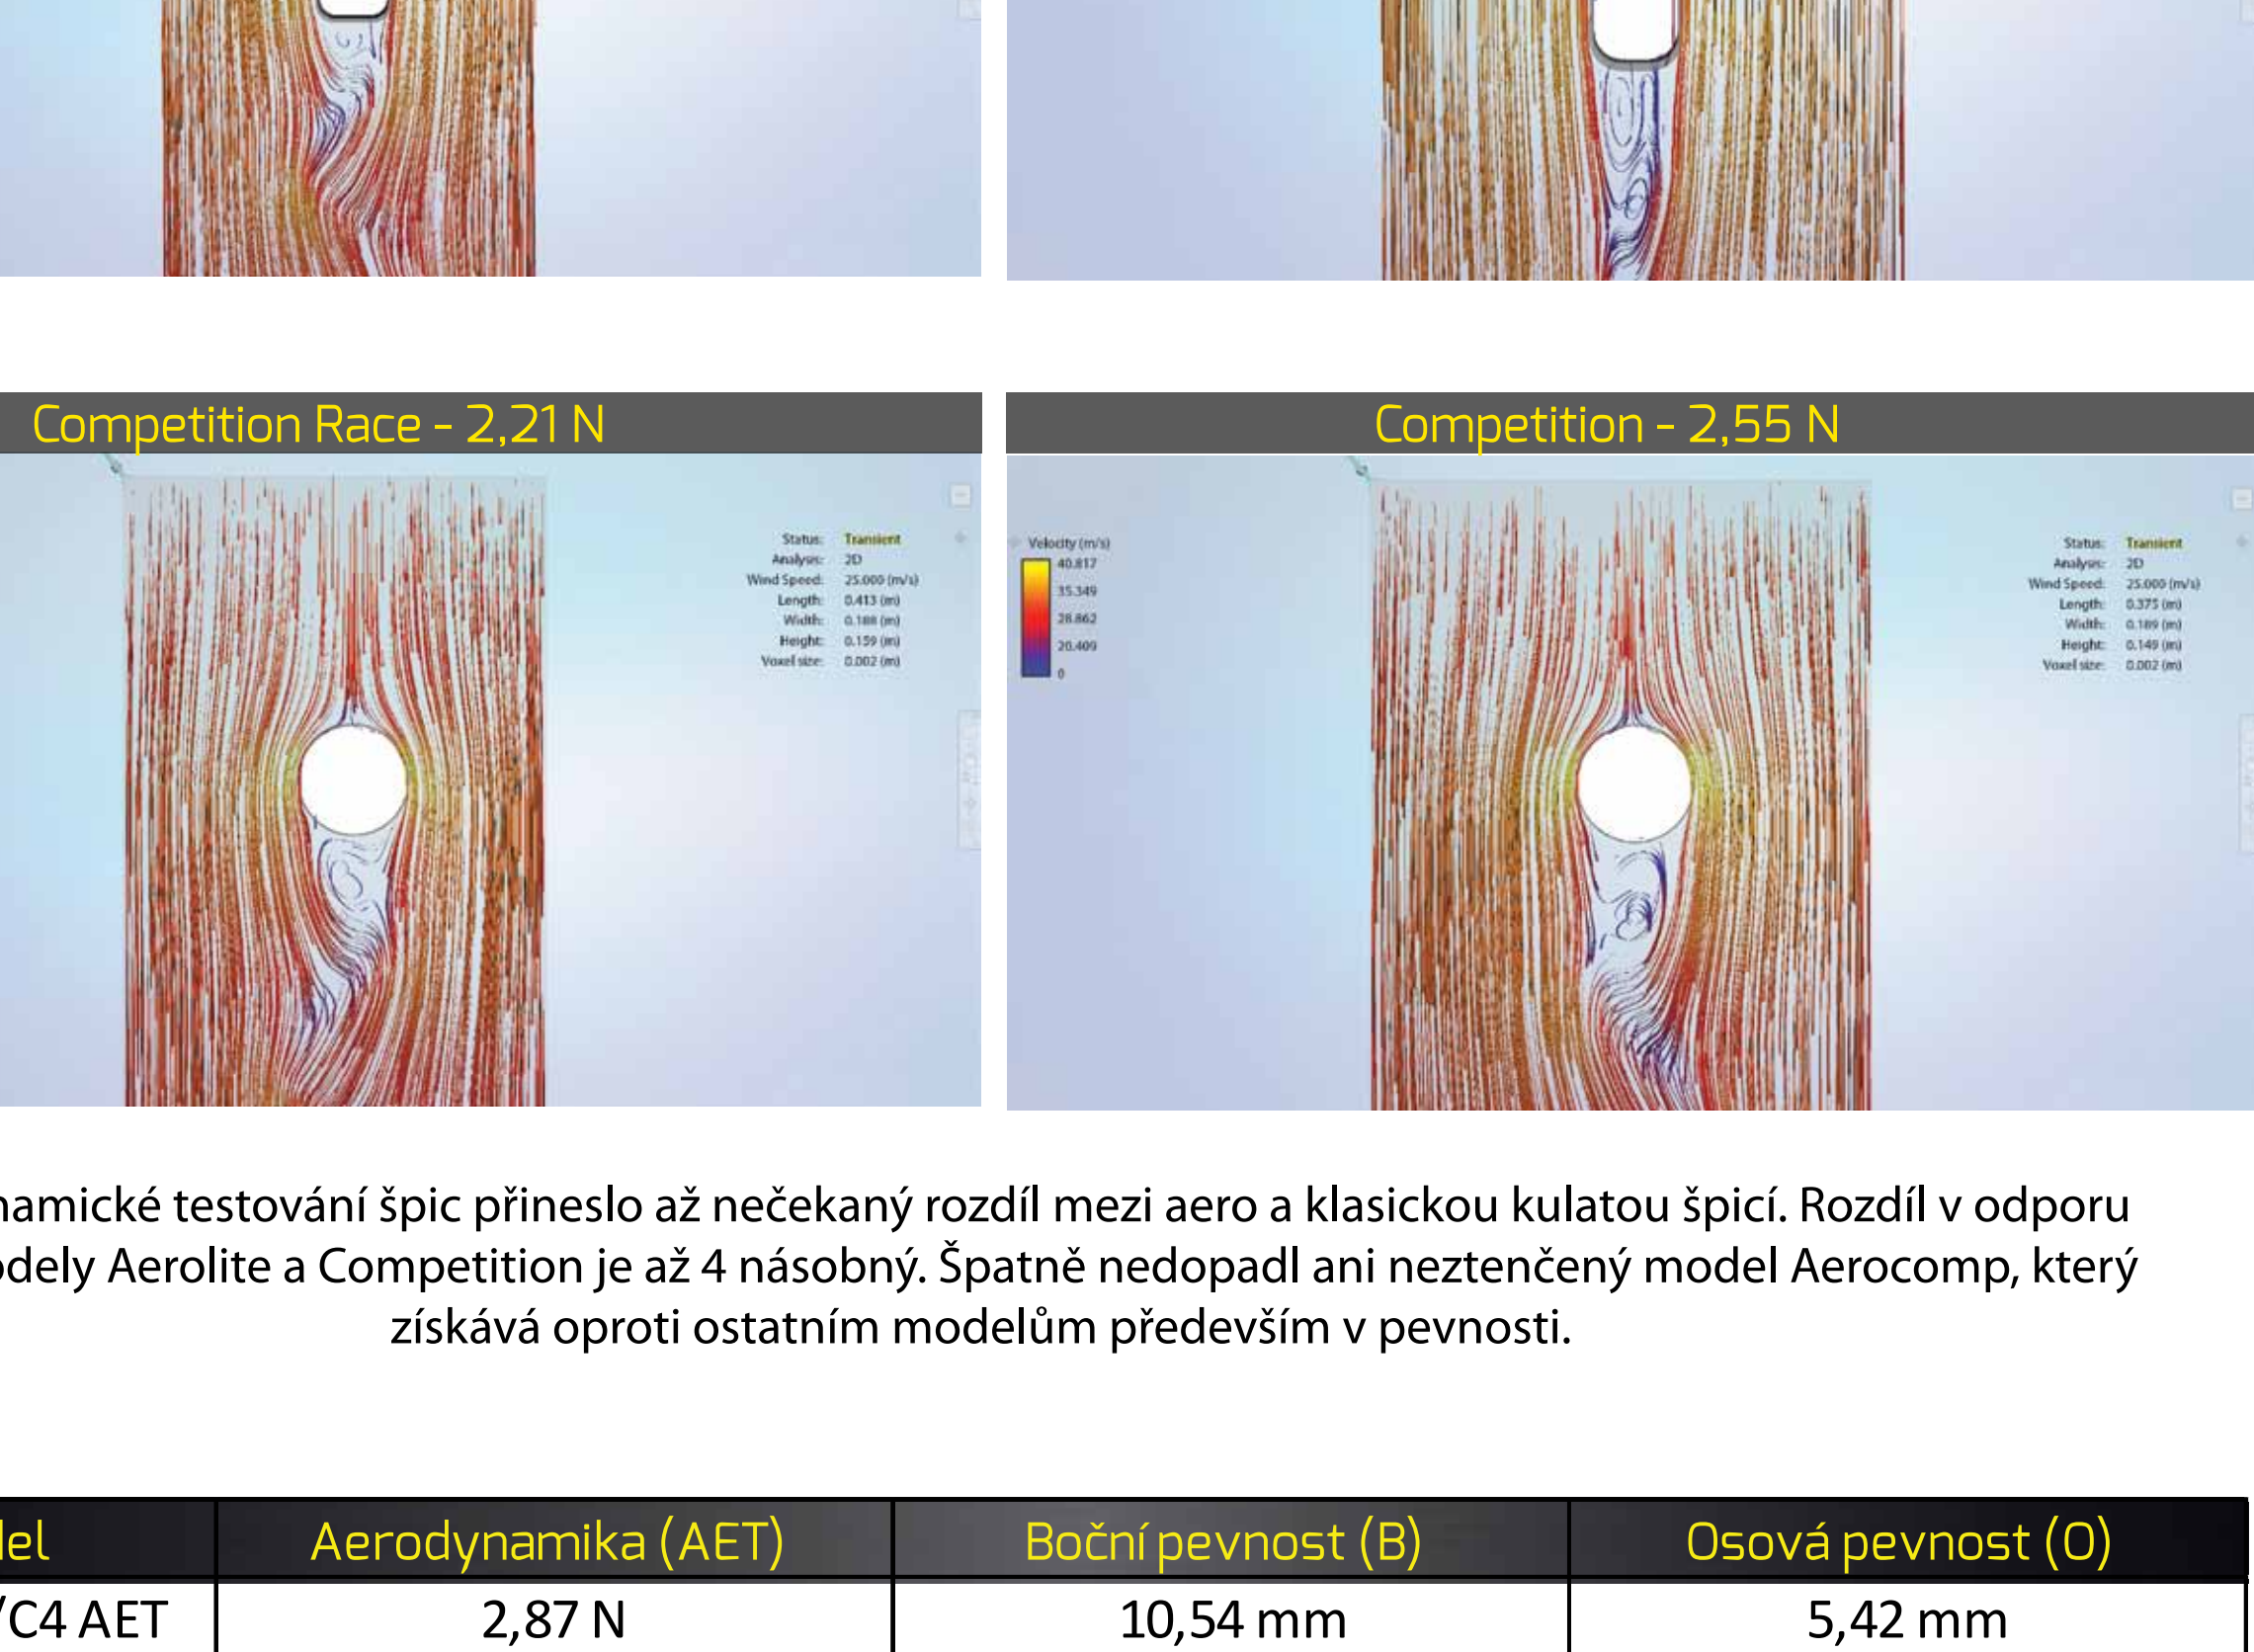 Competition Race - 2,21 N
Competition - 2,55 N
Status: Transient
Analysis: 2D
Wind Speed: 25.000 (m/s)
Length: 0.413 (m)
Width: 0.188 (m)
Height: 0.159 (m)
Voxel size: 0.002 (m)
Velocity (m/s)
40.817
35.349
28.862
20.409
0
Status: Transient
Analysis: 2D
Wind Speed: 25.000 (m/s)
Length: 0.375 (m)
Width: 0.189 (m)
Height: 0.149 (m)
Voxel size: 0.002 (m)
namické testování špic přineslo až nečekaný rozdíl mezi aero a klasickou kulatou špicí. Rozdíl v odporu
dely Aerolite a Competition je až 4 násobný. Špatně nedopadl ani neztenčený model Aerocomp, který
získává oproti ostatním modelům především v pevnosti.
el Aerodynamika (AET) Boční pevnost (B) Osová pevnost (O)
/C4 AET 2,87 N 10,54 mm 5,42 mm